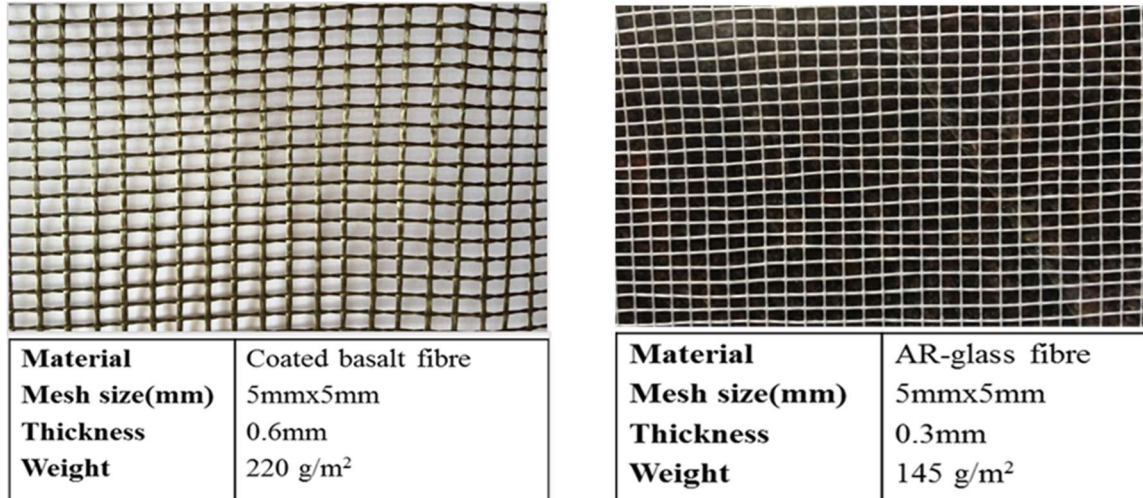 Material Coated basalt fibre
Mesh size(mm) 5mmx5mm
Thickness 0.6mm
Weight 220 g/m²
Material AR-glass fibre
Mesh size(mm) 5mmx5mm
Thickness 0.3mm
Weight 145 g/m²